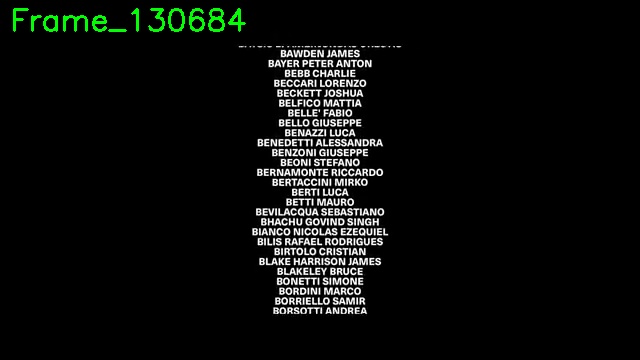 Frame_130684
BAWDEN JAMES
BAYER PETER ANTON
BEBB CHARLIE
BECCARI LORENZO
BECKETT JOSHUA
BELFICO MATTIA
BELLE' FABIO
BELLO GIUSEPPE
BENAZZI LUCA
BENEDETTI ALESSANDRA
BENZONI GIUSEPPE
BEONI STEFANO
BERNAMONTE RICCARDO
BERTACCINI MIRKO
BERTI LUCA
BETTI MAURO
BEVILACQUA SEBASTIANO
BHACHU GOVIND SINGH
BIANCO NICOLAS EZEQUIEL
BILIS RAFAEL RODRIGUES
BIRTOLO CRISTIAN
BLAKE HARRISON JAMES
BLAKELEY BRUCE
BONETTI SIMONE
BORDINI MARCO
BORRIELLO SAMIR
BORSOTTI ANDREA